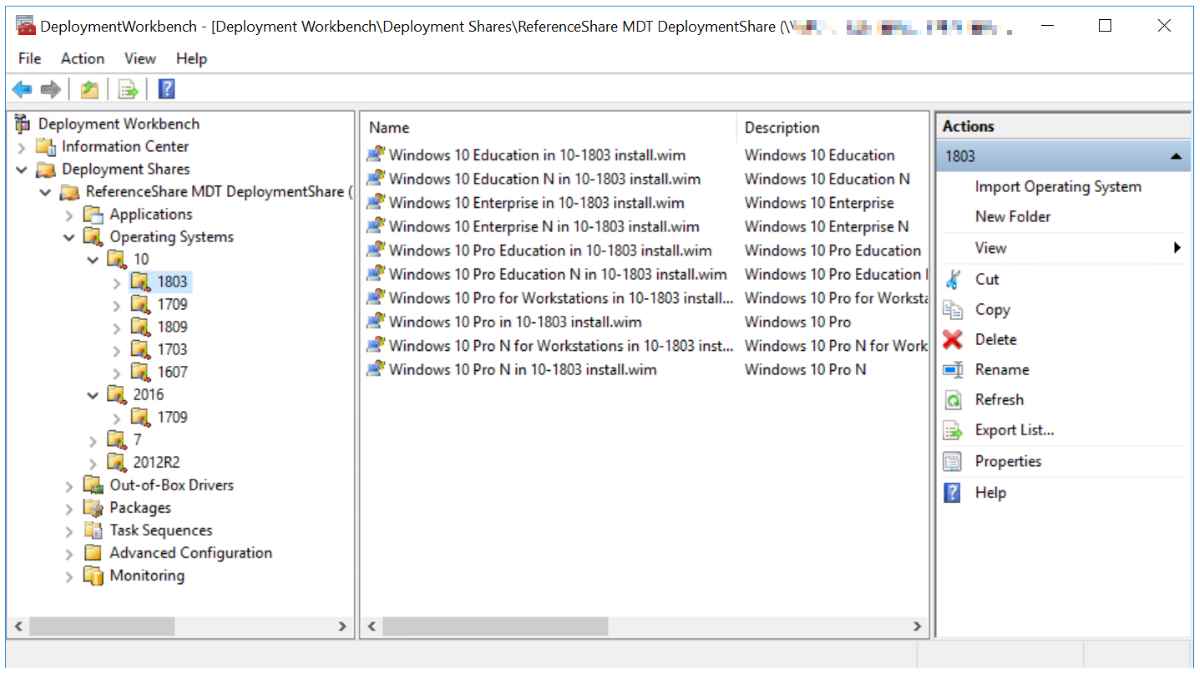 DeploymentWorkbench - [Deployment Workbench\Deployment Shares\ReferenceShare MDT DeploymentShare (\\
File Action View Help
Deployment Workbench
Information Center
Deployment Shares
ReferenceShare MDT DeploymentShare (
Applications
Operating Systems
10
1803
1709
1809
1703
1607
2016
1709
7
2012R2
Out-of-Box Drivers
Packages
Task Sequences
Advanced Configuration
Monitoring
Name Description
Windows 10 Education in 10-1803 install.wim Windows 10 Education
Windows 10 Education N in 10-1803 install.wim Windows 10 Education N
Windows 10 Enterprise in 10-1803 install.wim Windows 10 Enterprise
Windows 10 Enterprise N in 10-1803 install.wim Windows 10 Enterprise N
Windows 10 Pro Education in 10-1803 install.wim Windows 10 Pro Education
Windows 10 Pro Education N in 10-1803 install.wim Windows 10 Pro Education
Windows 10 Pro for Workstations in 10-1803 install... Windows 10 Pro for Worksta
Windows 10 Pro in 10-1803 install.wim Windows 10 Pro
Windows 10 Pro N for Workstations in 10-1803 inst... Windows 10 Pro N for Work
Windows 10 Pro N in 10-1803 install.wim Windows 10 Pro N
Actions
1803
Import Operating System
New Folder
View
Cut
Copy
Delete
Rename
Refresh
Export List...
Properties
Help